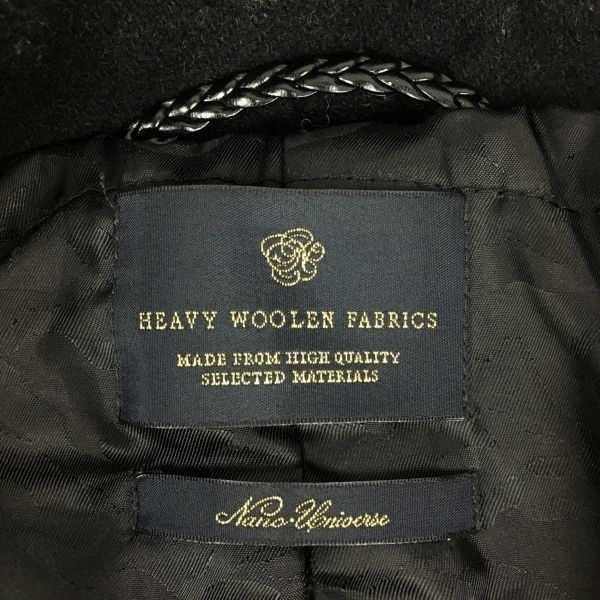 HEAVY WOOLEN FABRICS
MADE FROM HIGH QUALITY
SELECTED MATERIALS
Nano·Universe